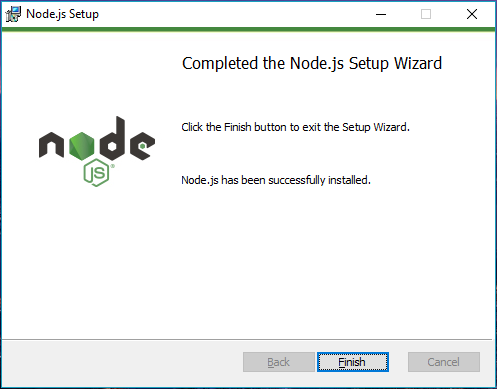 Node.js Setup
Completed the Node.js Setup Wizard
Click the Finish button to exit the Setup Wizard.
node
JS
Node.js has been successfully installed.
Back
Finish
Cancel